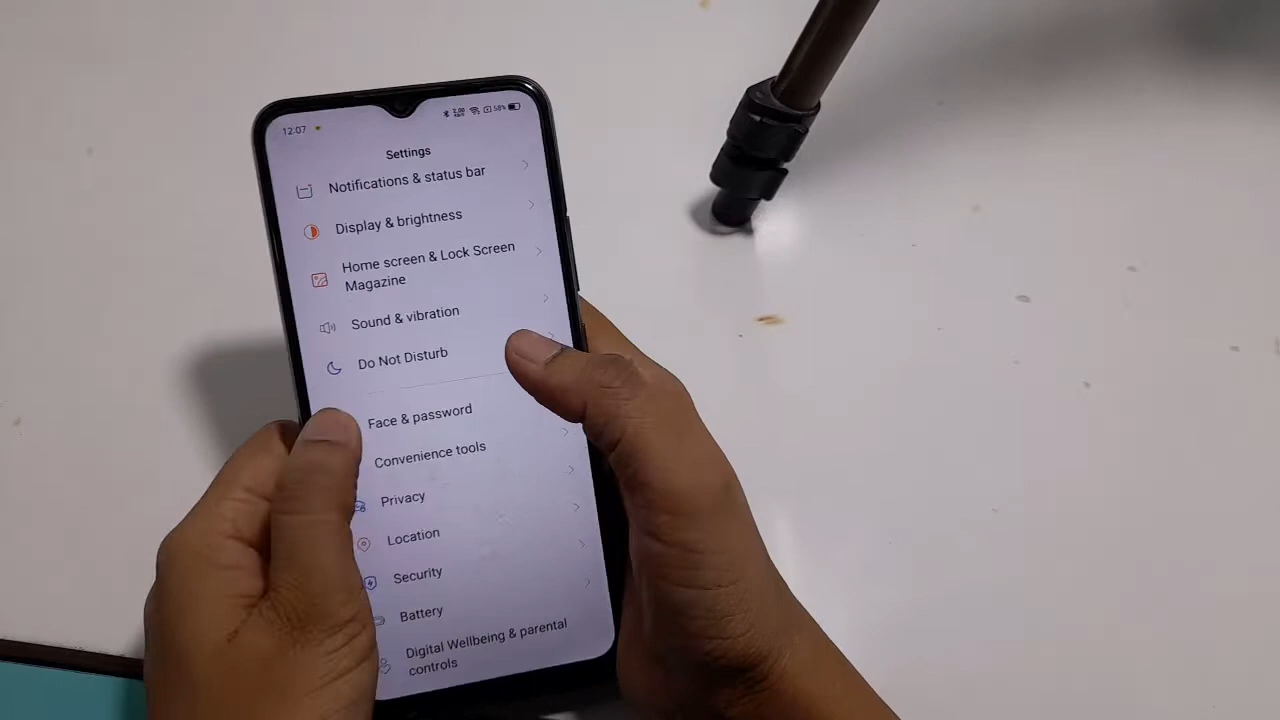 12:07
58%
Settings
Notifications & status bar
Display & brightness
Home screen & Lock Screen
Magazine
Sound & vibration
Do Not Disturb
Face & password
Convenience tools
Privacy
Location
Security
Battery
Digital Wellbeing & parental
controls